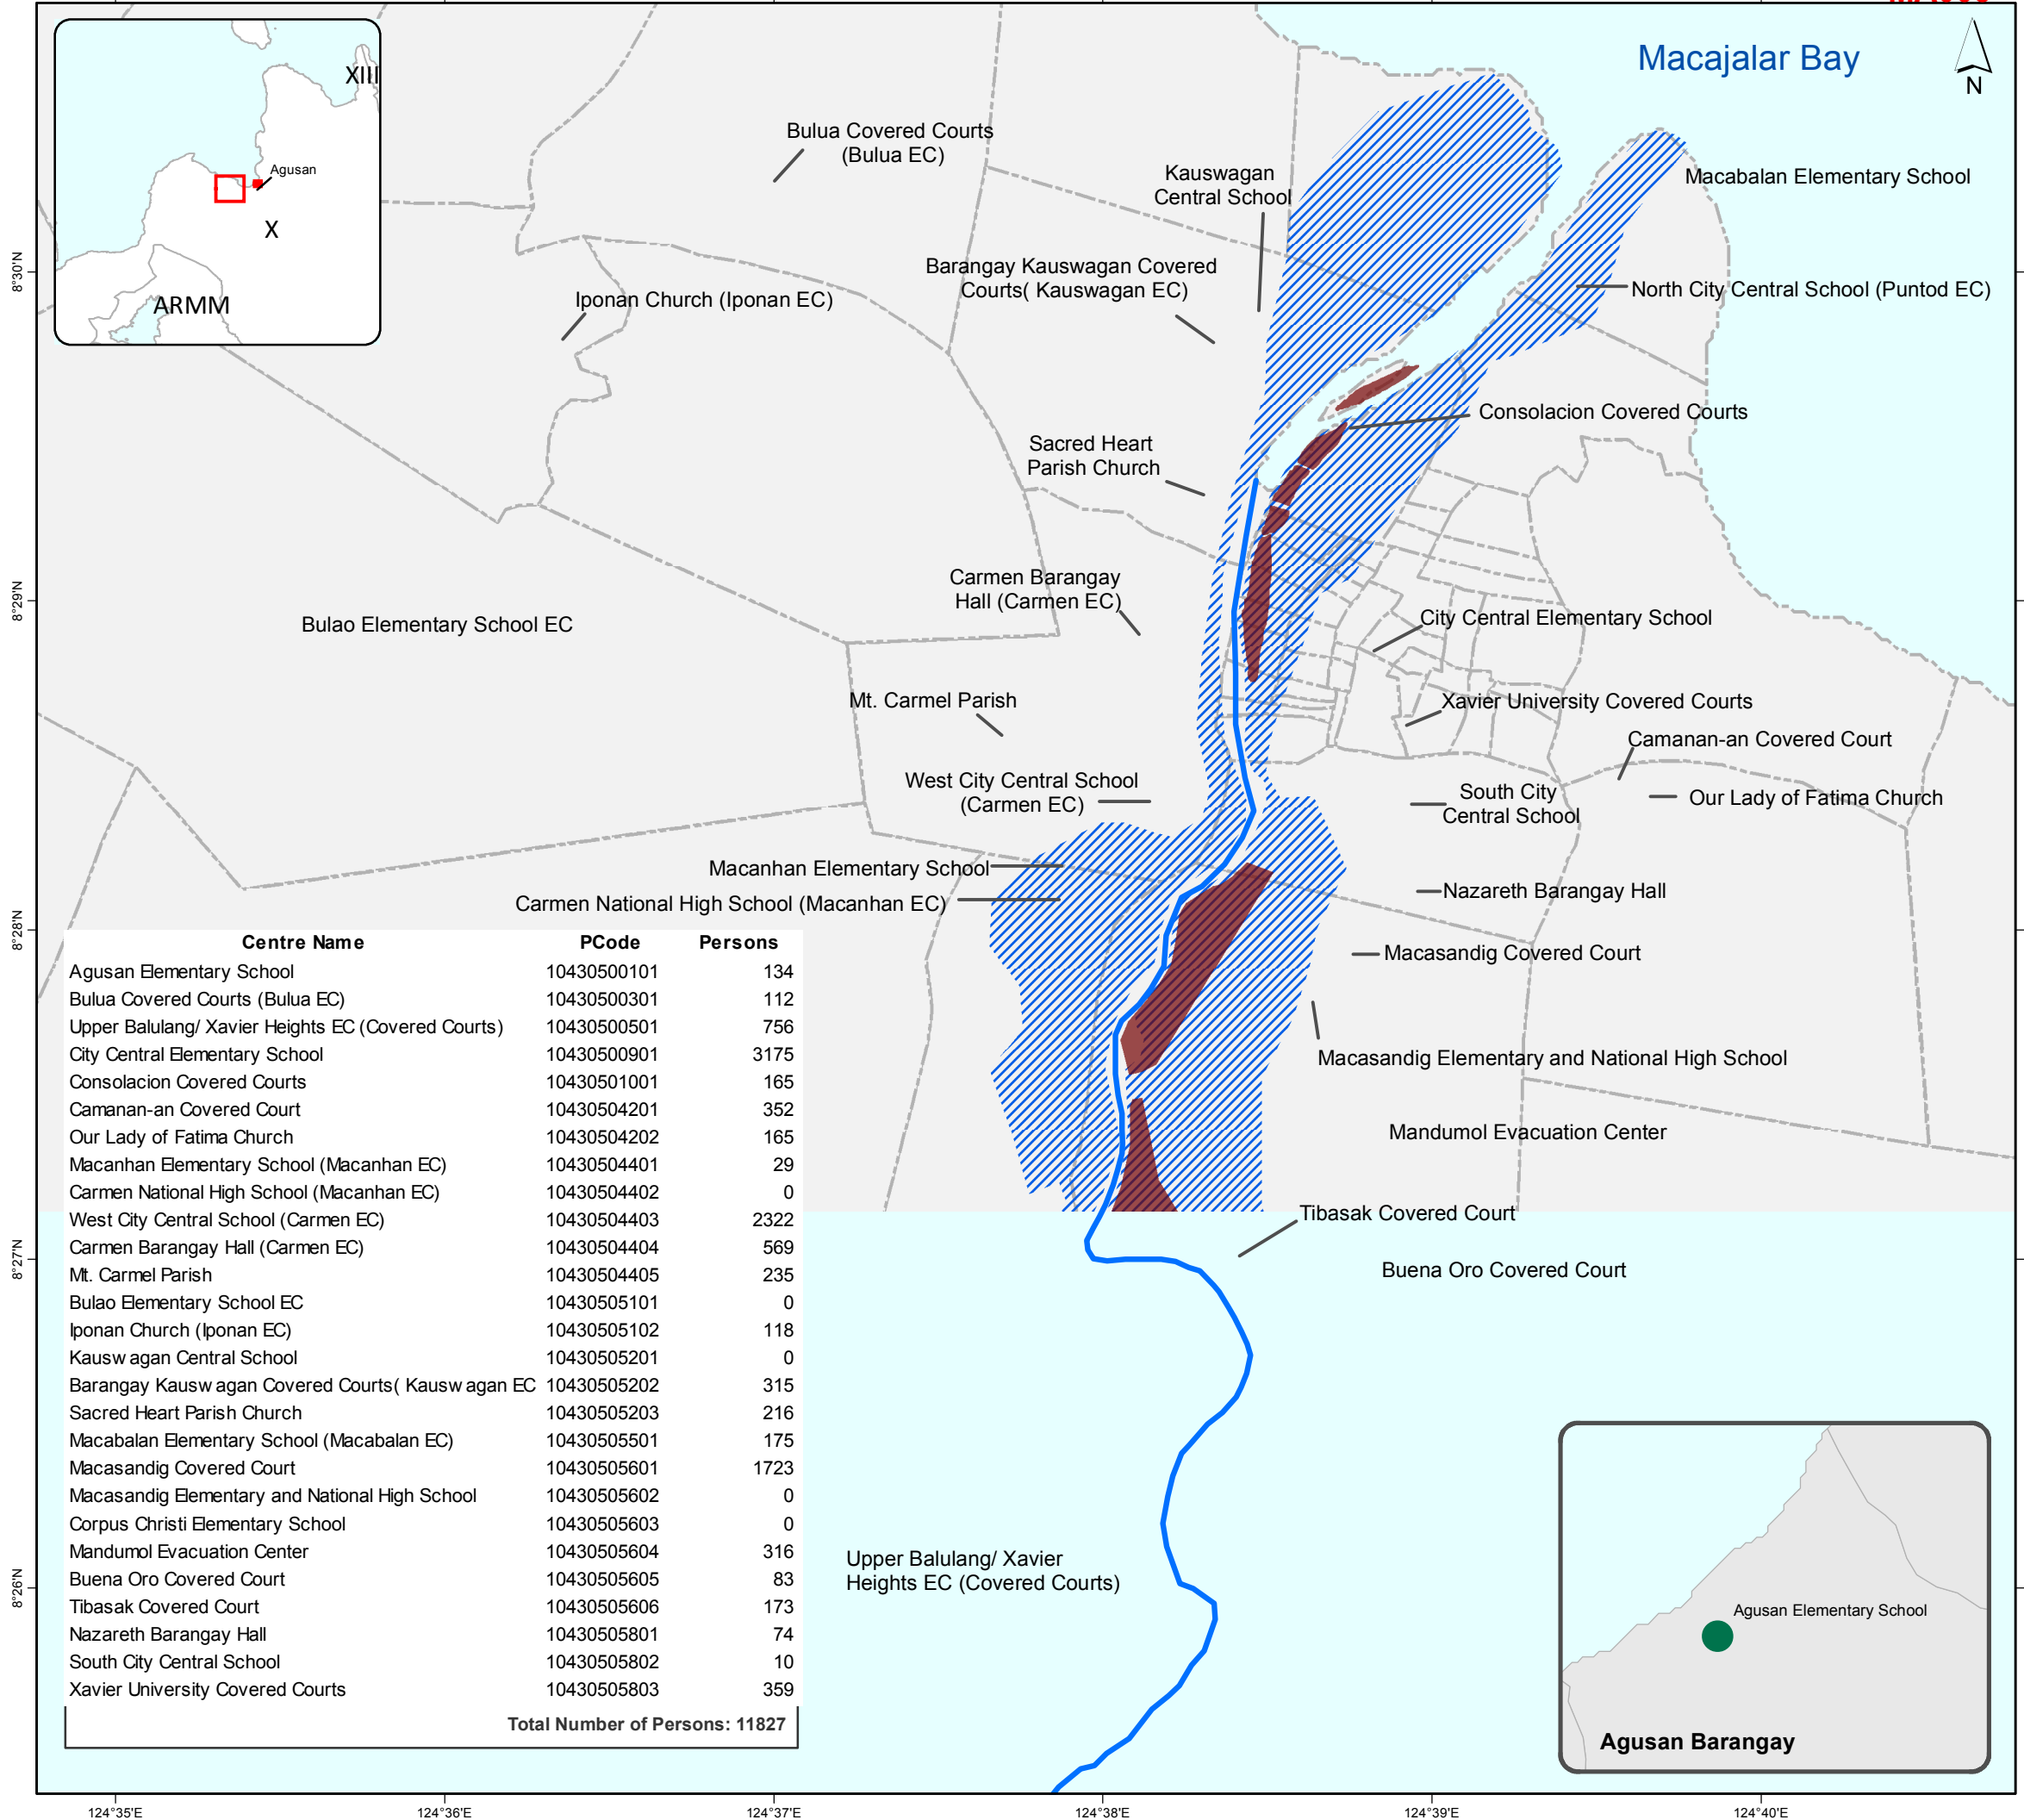 Macajalar Bay
N
XIII
Agusan
X
ARMM
Bulua Covered Courts
(Bulua EC)
Kauswagan
Central School
Macabalan Elementary School
Barangay Kauswagan Covered
Courts( Kauswagan EC)
Iponan Church (Iponan EC)
North City Central School (Puntod EC)
Consolacion Covered Courts
Sacred Heart
Parish Church
Carmen Barangay
Hall (Carmen EC)
Bulao Elementary School EC
City Central Elementary School
Mt. Carmel Parish
Xavier University Covered Courts
Camanan-an Covered Court
West City Central School
(Carmen EC)
South City
Central School
Our Lady of Fatima Church
Macanhan Elementary School
Carmen National High School (Macanhan EC)
Nazareth Barangay Hall
Macasandig Covered Court
Macasandig Elementary and National High School
Mandumol Evacuation Center
Tibasak Covered Court
Buena Oro Covered Court
Upper Balulang/ Xavier
Heights EC (Covered Courts)
Centre Name PCode Persons
Agusan Elementary School 10430500101 134
Bulua Covered Courts (Bulua EC) 10430500301 112
Upper Balulang/ Xavier Heights EC (Covered Courts) 10430500501 756
City Central Elementary School 10430500901 3175
Consolacion Covered Courts 10430501001 165
Camanan-an Covered Court 10430504201 352
Our Lady of Fatima Church 10430504202 165
Macanhan Elementary School (Macanhan EC) 10430504401 29
Carmen National High School (Macanhan EC) 10430504402 0
West City Central School (Carmen EC) 10430504403 2322
Carmen Barangay Hall (Carmen EC) 10430504404 569
Mt. Carmel Parish 10430504405 235
Bulao Elementary School EC 10430505101 0
Iponan Church (Iponan EC) 10430505102 118
Kauswagan Central School 10430505201 0
Barangay Kauswagan Covered Courts( Kauswagan EC 10430505202 315
Sacred Heart Parish Church 10430505203 216
Macabalan Elementary School (Macabalan EC) 10430505501 175
Macasandig Covered Court 10430505601 1723
Macasandig Elementary and National High School 10430505602 0
Corpus Christi Elementary School 10430505603 0
Mandumol Evacuation Center 10430505604 316
Buena Oro Covered Court 10430505605 83
Tibasak Covered Court 10430505606 173
Nazareth Barangay Hall 10430505801 74
South City Central School 10430505802 10
Xavier University Covered Courts 10430505803 359
Total Number of Persons: 11827
Agusan Elementary School
Agusan Barangay
8°30'N
8°29'N
8°28'N
8°27'N
8°26'N
124°35'E
124°36'E
124°37'E
124°38'E
124°39'E
124°40'E